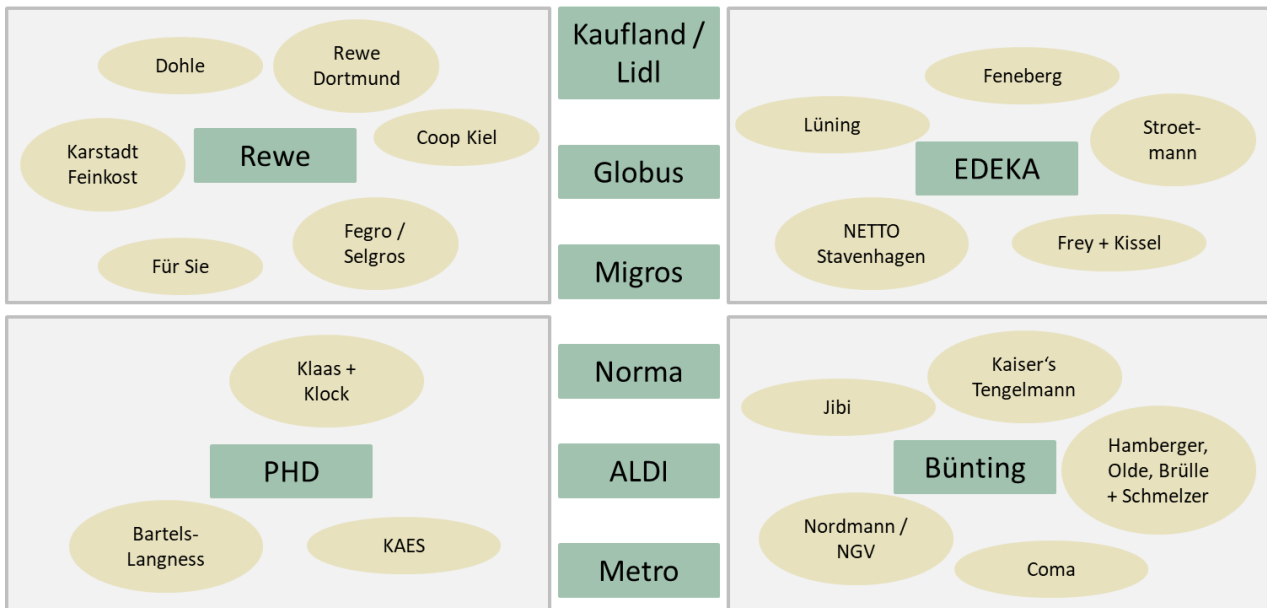 Dohle
Rewe
Dortmund
Karstadt
Feinkost
Rewe
Coop Kiel
Für Sie
Fegro /
Selgros
Kaufland /
Lidl
Globus
Migros
Norma
ALDI
Metro
Feneberg
Lüning
Stroet-
mann
EDEKA
NETTO
Stavenhagen
Frey + Kissel
Klaas +
Klock
PHD
Bartels-
Langness
KAES
Kaiser‘s
Tengelmann
Jibi
Bünting
Hamberger,
Olde, Brülle
+ Schmelzer
Nordmann /
NGV
Coma